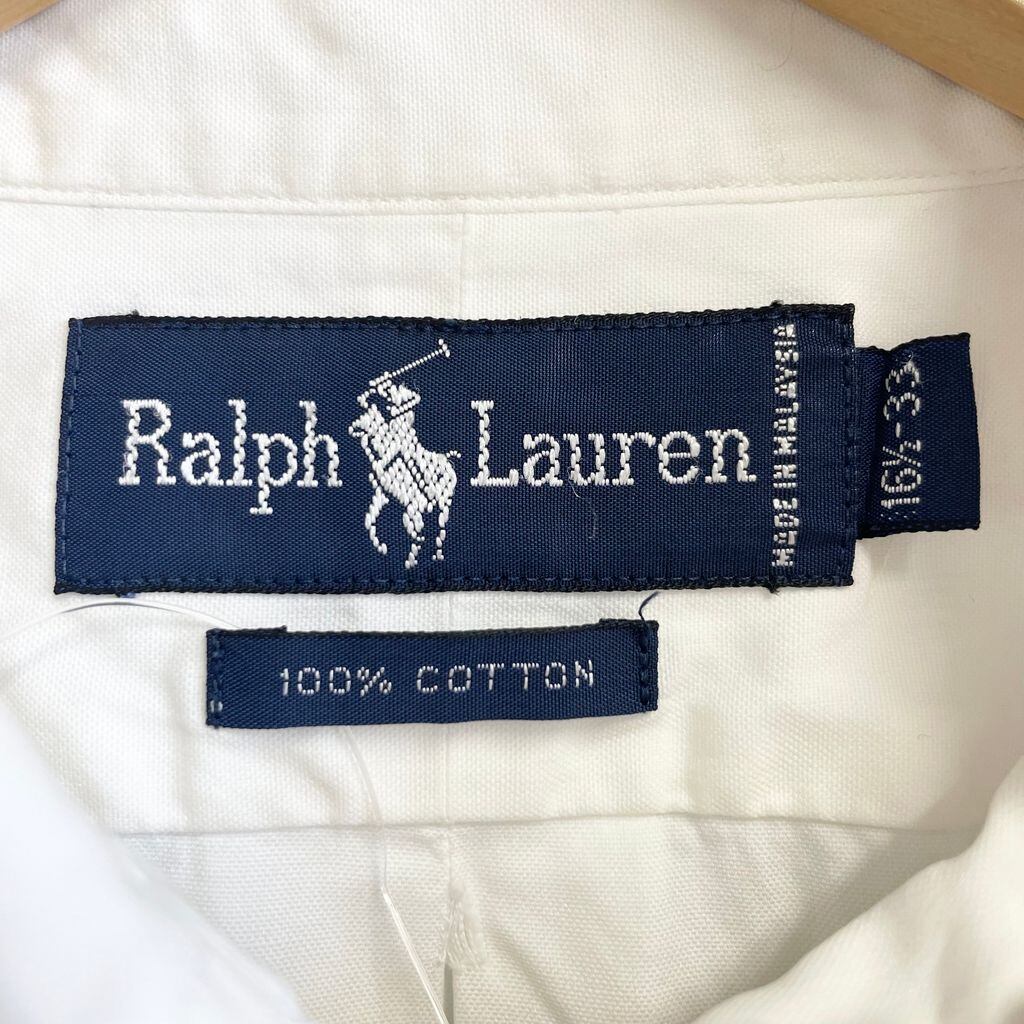 Ralph Lauren
MADE IN MALAYSIA
16½-33
100% COTTON